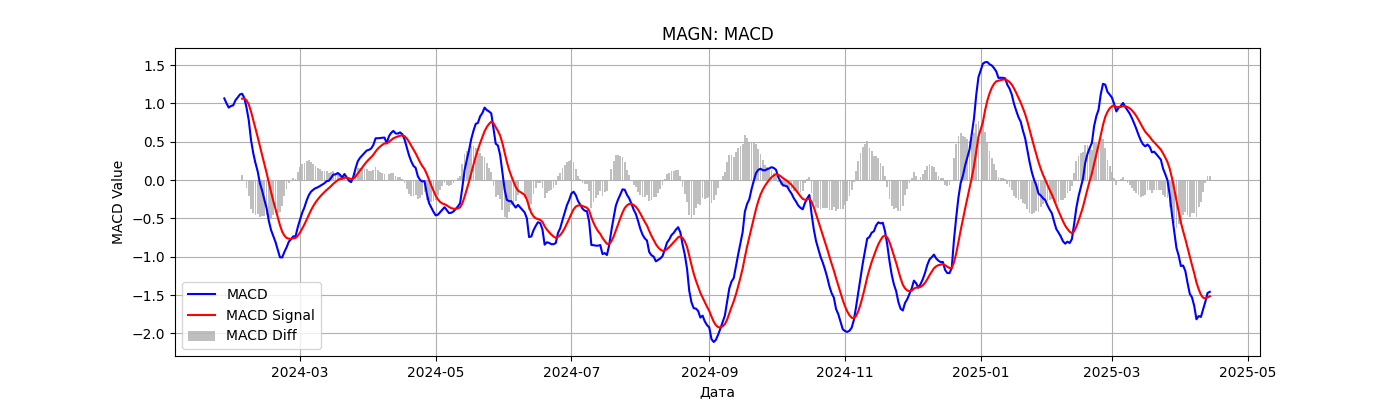 MAGN: MACD
MACD Value
1.5
1.0
0.5
0.0
−0.5
−1.0
−1.5
−2.0
MACD
MACD Signal
MACD Diff
2024-03
2024-05
2024-07
2024-09
2024-11
2025-01
2025-03
2025-05
Дата